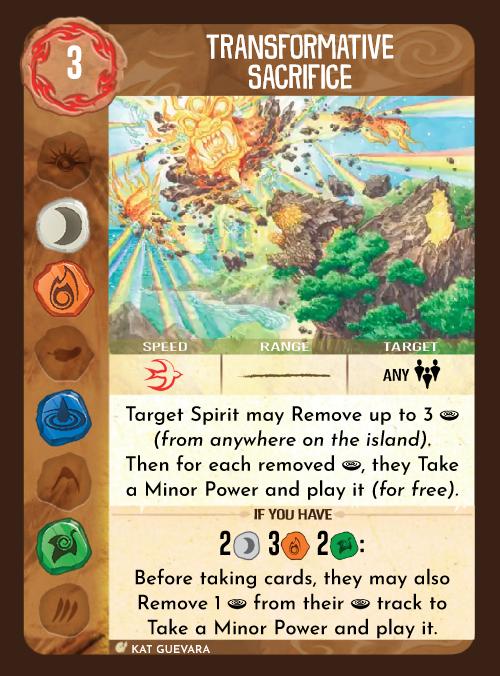 3
TRANSFORMATIVE
SACRIFICE
SPEED RANGE TARGET
ANY
Target Spirit may Remove up to 3
(from anywhere on the island).
Then for each removed , they Take
a Minor Power and play it (for free).
IF YOU HAVE
2 3 2 :
Before taking cards, they may also
Remove 1 from their track to
Take a Minor Power and play it.
KAT GUEVARA